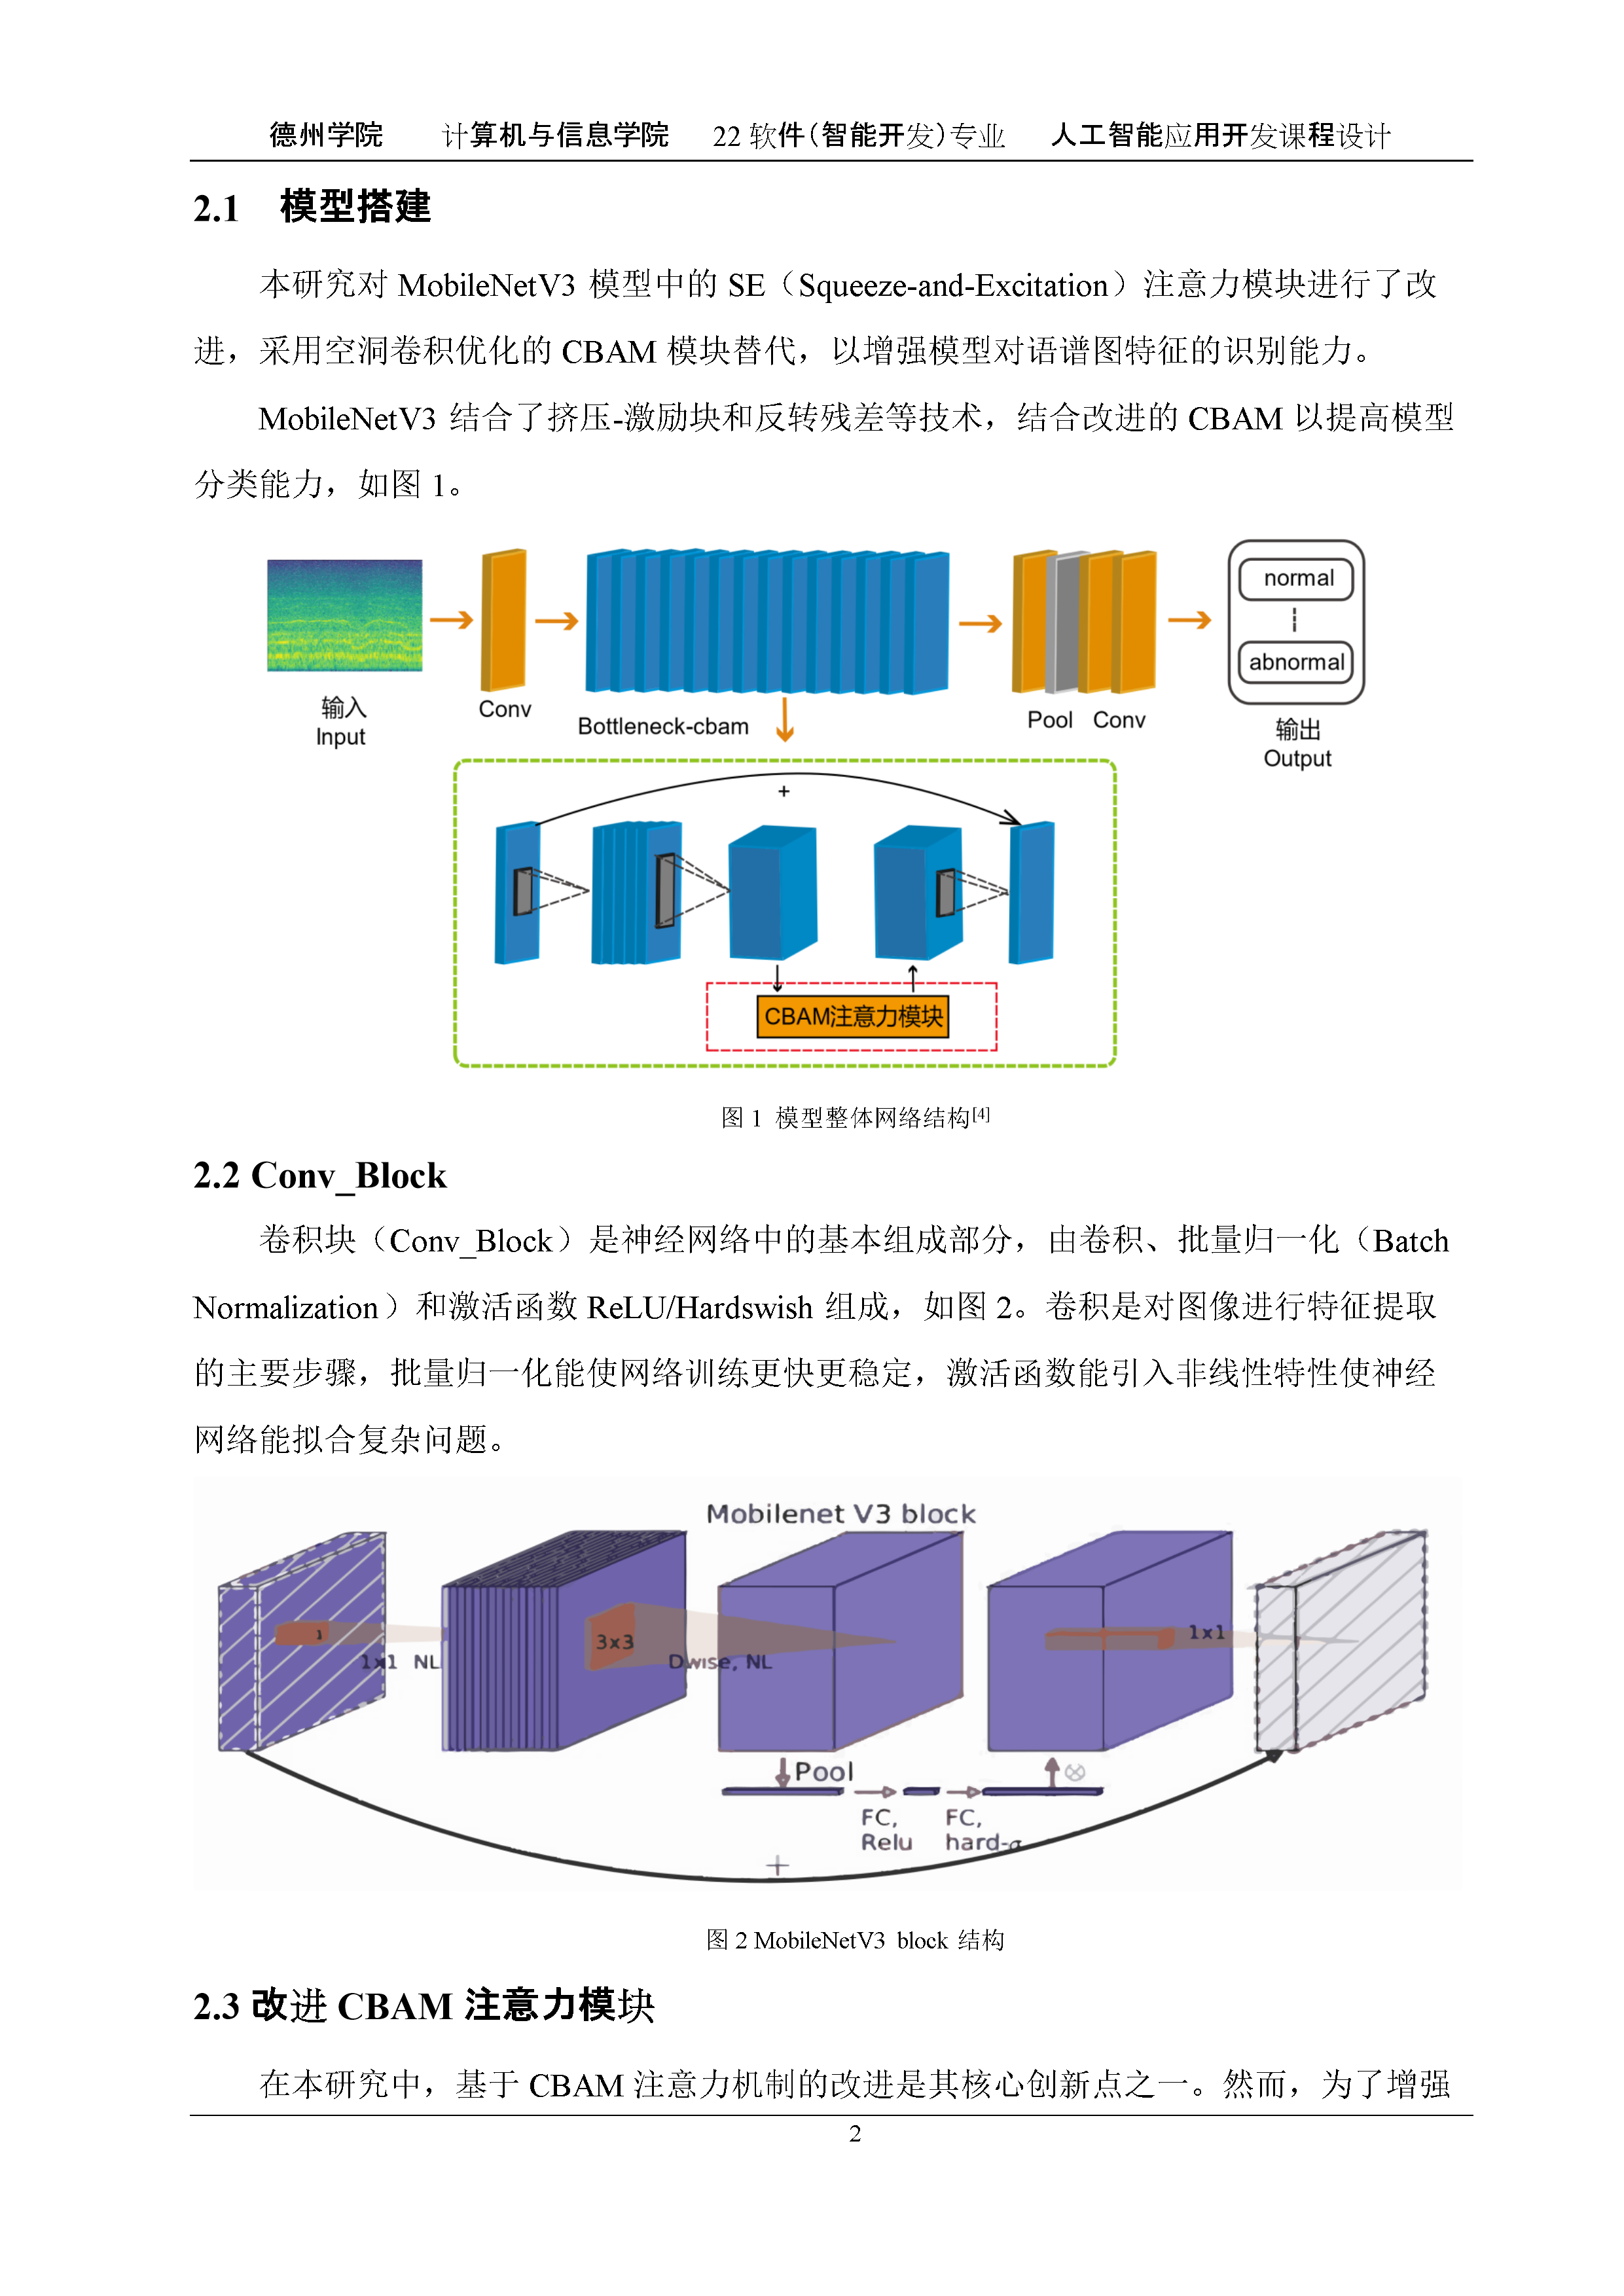 德州学院 计算机与信息学院 22 软件(智能开发)专业 人工智能应用开发课程设计
2.1 模型搭建
本研究对 MobileNetV3 模型中的 SE（Squeeze-and-Excitation）注意力模块进行了改
进，采用空洞卷积优化的 CBAM 模块替代，以增强模型对语谱图特征的识别能力。
MobileNetV3 结合了挤压-激励块和反转残差等技术，结合改进的 CBAM 以提高模型
分类能力，如图 1。
输入
Input
Conv
Bottleneck-cbam
Pool Conv
normal
abnormal
输出
Output
+
CBAM注意力模块
图 1 模型整体网络结构[4]
2.2 Conv_Block
卷积块（Conv_Block）是神经网络中的基本组成部分，由卷积、批量归一化（Batch
Normalization）和激活函数 ReLU/Hardswish 组成，如图 2。卷积是对图像进行特征提取
的主要步骤，批量归一化能使网络训练更快更稳定，激活函数能引入非线性特性使神经
网络能拟合复杂问题。
Mobilenet V3 block
1
1x1 NL
3x3
Dwise, NL
1x1
Pool
FC,
Relu
FC,
hard-σ
+
图 2 MobileNetV3 block 结构
2.3 改进 CBAM 注意力模块
在本研究中，基于 CBAM 注意力机制的改进是其核心创新点之一。然而，为了增强
2